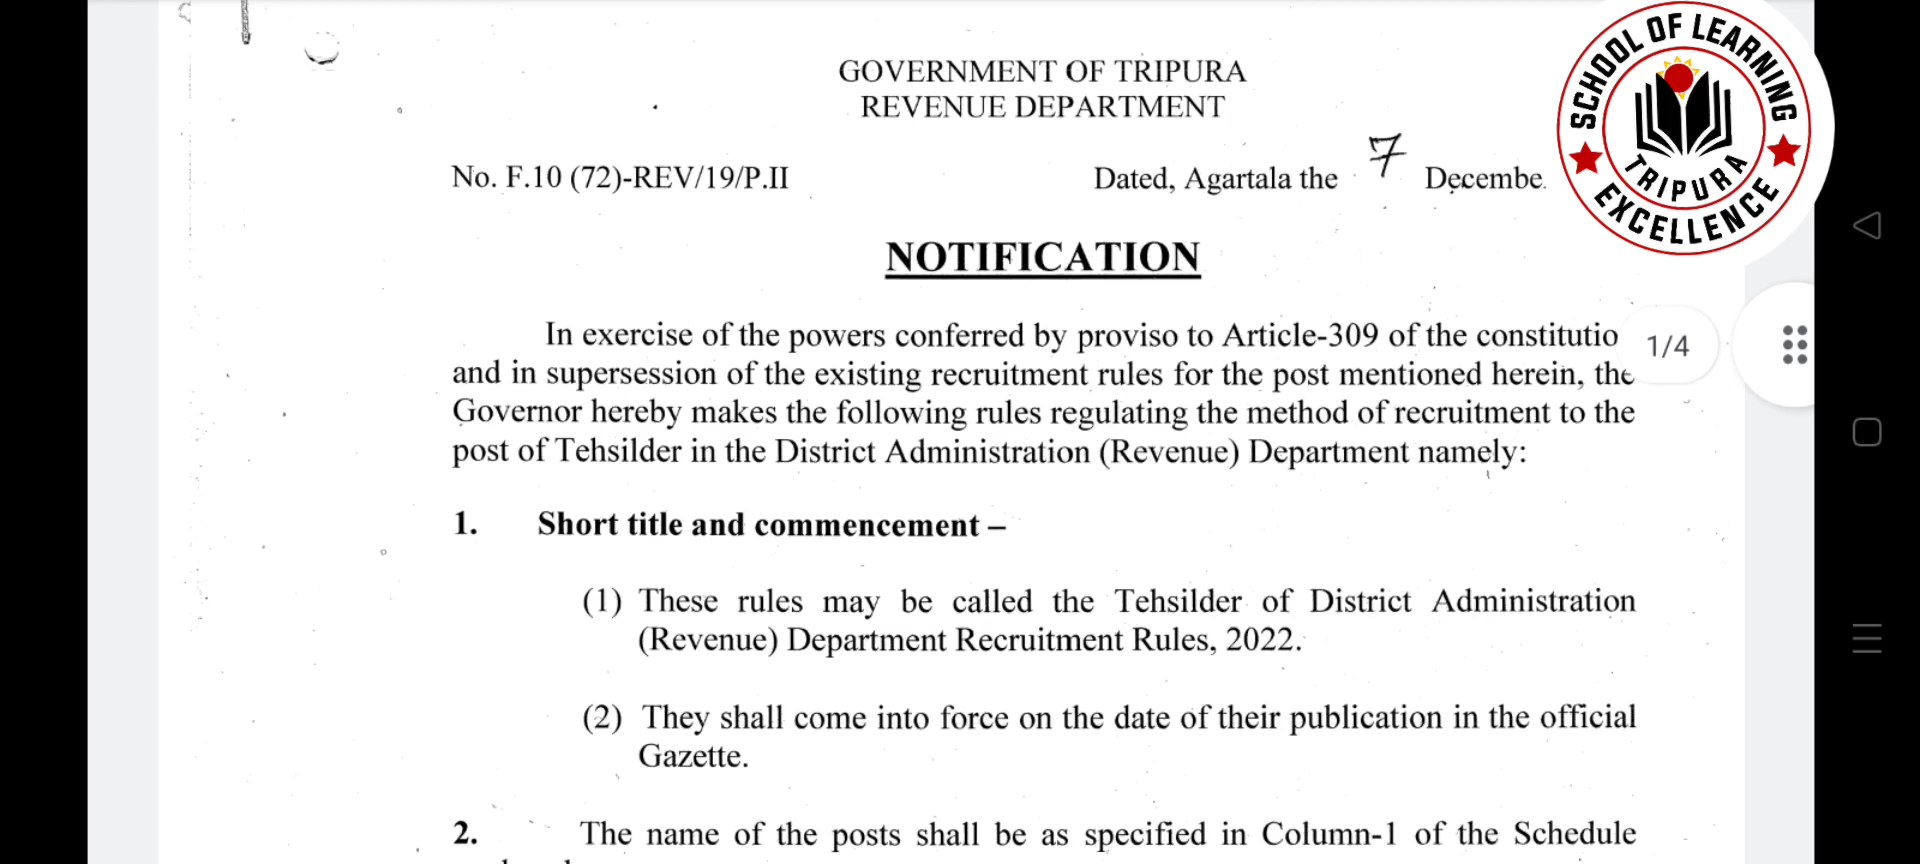 GOVERNMENT OF TRIPURA
REVENUE DEPARTMENT
No. F.10 (72)-REV/19/P.II Dated, Agartala the 7 Decembe
SCHOOL OF LEARNING
TRIPURA
EXCELLENCE
NOTIFICATION
In exercise of the powers conferred by proviso to Article-309 of the constitutio
and in supersession of the existing recruitment rules for the post mentioned herein, the
Governor hereby makes the following rules regulating the method of recruitment to the
post of Tehsilder in the District Administration (Revenue) Department namely:
1/4
1. Short title and commencement –
(1) These rules may be called the Tehsilder of District Administration
(Revenue) Department Recruitment Rules, 2022.
(2) They shall come into force on the date of their publication in the official
Gazette.
2. The name of the posts shall be as specified in Column-1 of the Schedule